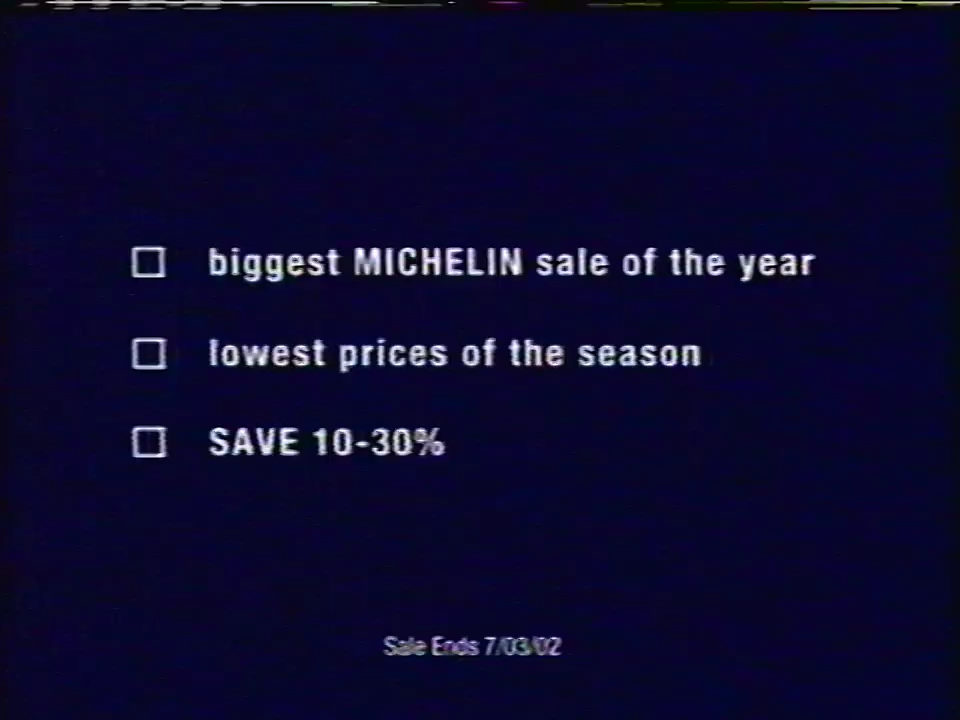 ☐ biggest MICHELIN sale of the year
☐ lowest prices of the season
☐ SAVE 10-30%
Sale Ends 7/03/02